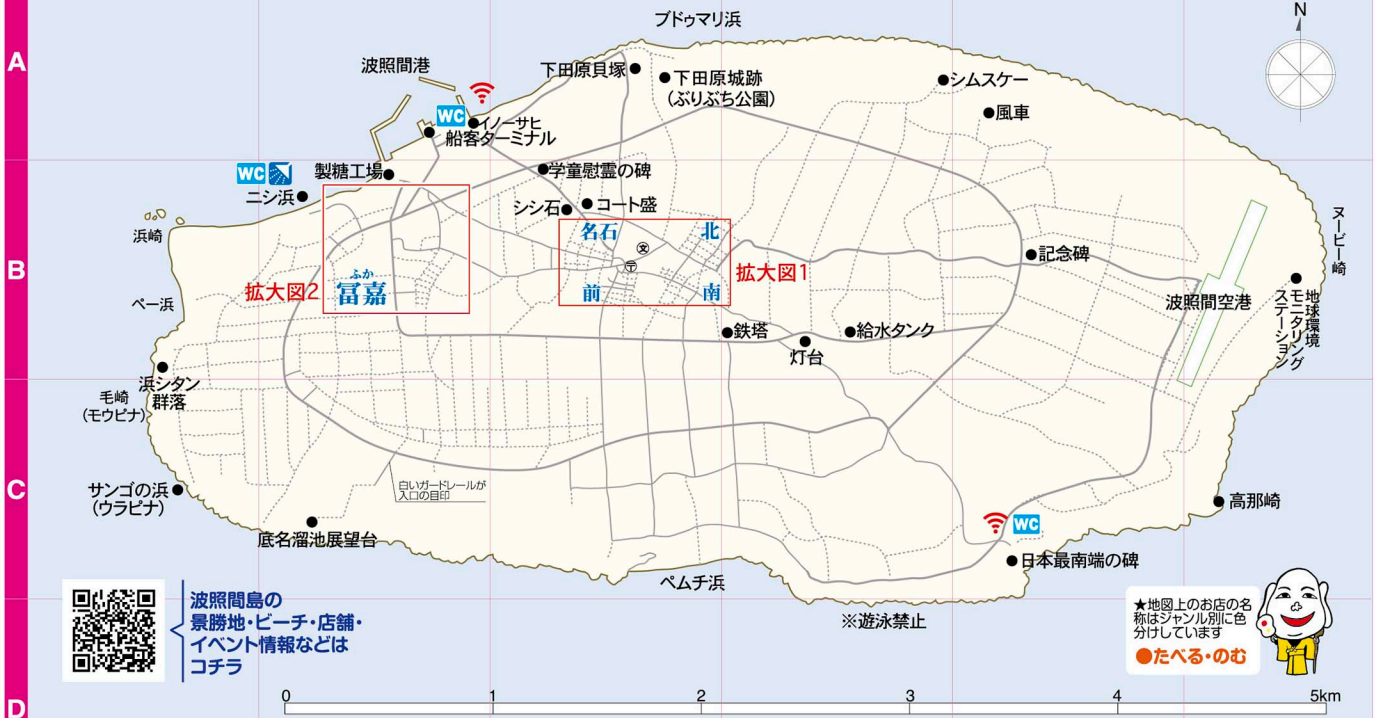 A
B
C
D
N
ブドゥマリ浜
波照間港
下田原貝塚
下田原城跡
(ぶりぶち公園)
シムスケー
風車
WC
イノーサヒ
船客ターミナル
WC
製糖工場
ニシ浜
学童慰霊の碑
シシ石
コート盛
浜崎
名石
北
文
〒
前
南
拡大図1
ふか
冨嘉
拡大図2
記念碑
ヌービー崎
波照間空港
地球環境
モニタリング
ステーション
ペー浜
鉄塔
灯台
給水タンク
浜シタン
群落
毛崎
(モウピナ)
サンゴの浜
(ウラピナ)
白いガードレールが
入口の目印
底名溜池展望台
高那崎
WC
日本最南端の碑
ペムチ浜
※遊泳禁止
波照間島の
景勝地・ビーチ・店舗・
イベント情報などは
コチラ
★地図上のお店の名
称はジャンル別に色
分けしています
●たべる・のむ
0
1
2
3
4
5km